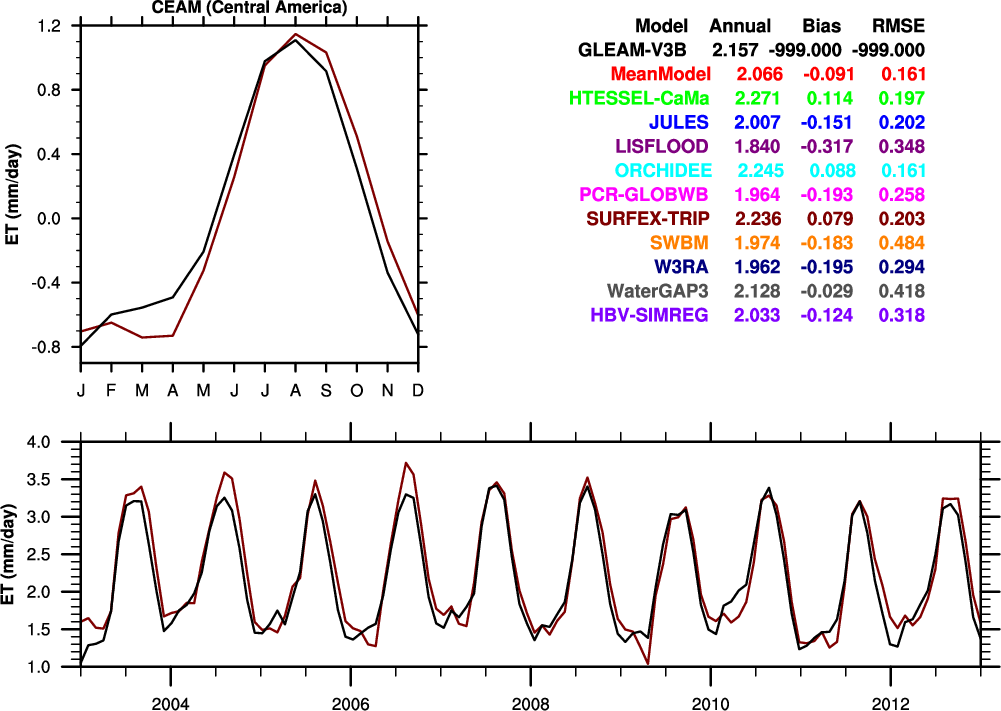 CEAM (Central America)
1.2
0.8
0.4
0.0
-0.4
-0.8
ET (mm/day)
J F M A M J J A S O N D
Model Annual Bias RMSE
GLEAM-V3B 2.157 -999.000 -999.000
MeanModel 2.066 -0.091 0.161
HTESSEL-CaMa 2.271 0.114 0.197
JULES 2.007 -0.151 0.202
LISFLOOD 1.840 -0.317 0.348
ORCHIDEE 2.245 0.088 0.161
PCR-GLOBWB 1.964 -0.193 0.258
SURFEX-TRIP 2.236 0.079 0.203
SWBM 1.974 -0.183 0.484
W3RA 1.962 -0.195 0.294
WaterGAP3 2.128 -0.029 0.418
HBV-SIMREG 2.033 -0.124 0.318
4.0
3.5
3.0
2.5
2.0
1.5
1.0
ET (mm/day)
2004 2006 2008 2010 2012